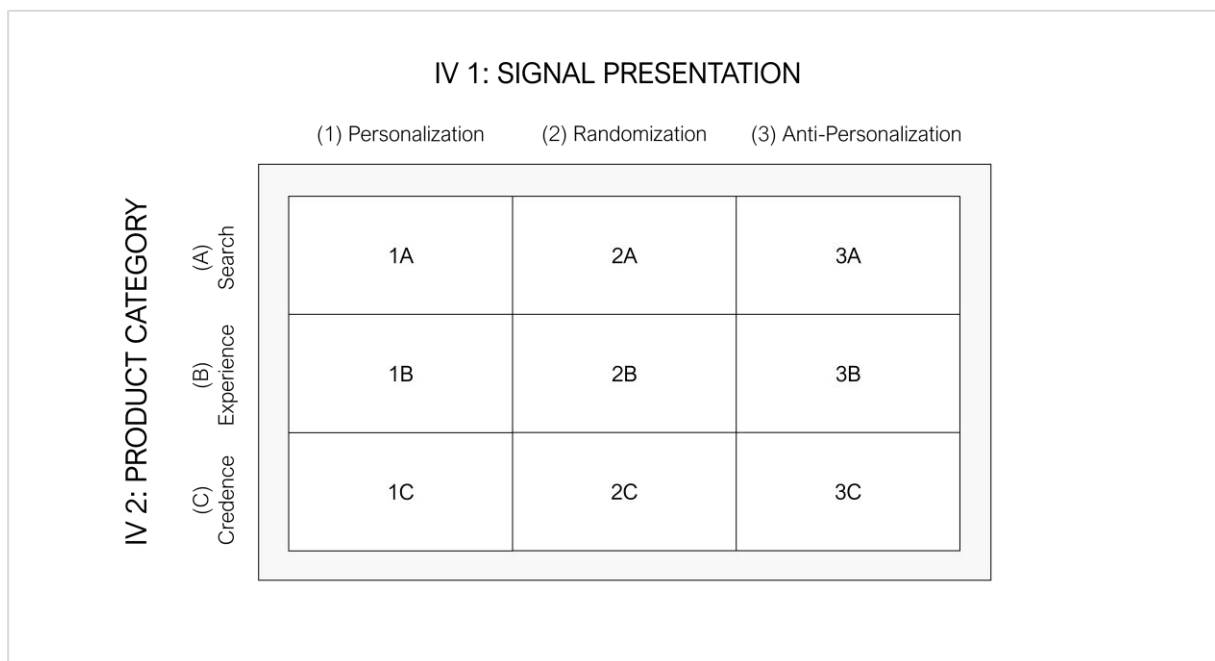 IV 1: SIGNAL PRESENTATION
(1) Personalization (2) Randomization (3) Anti-Personalization
IV 2: PRODUCT CATEGORY
(A)
Search
1A 2A 3A
(B)
Experience
1B 2B 3B
(C)
Credence
1C 2C 3C